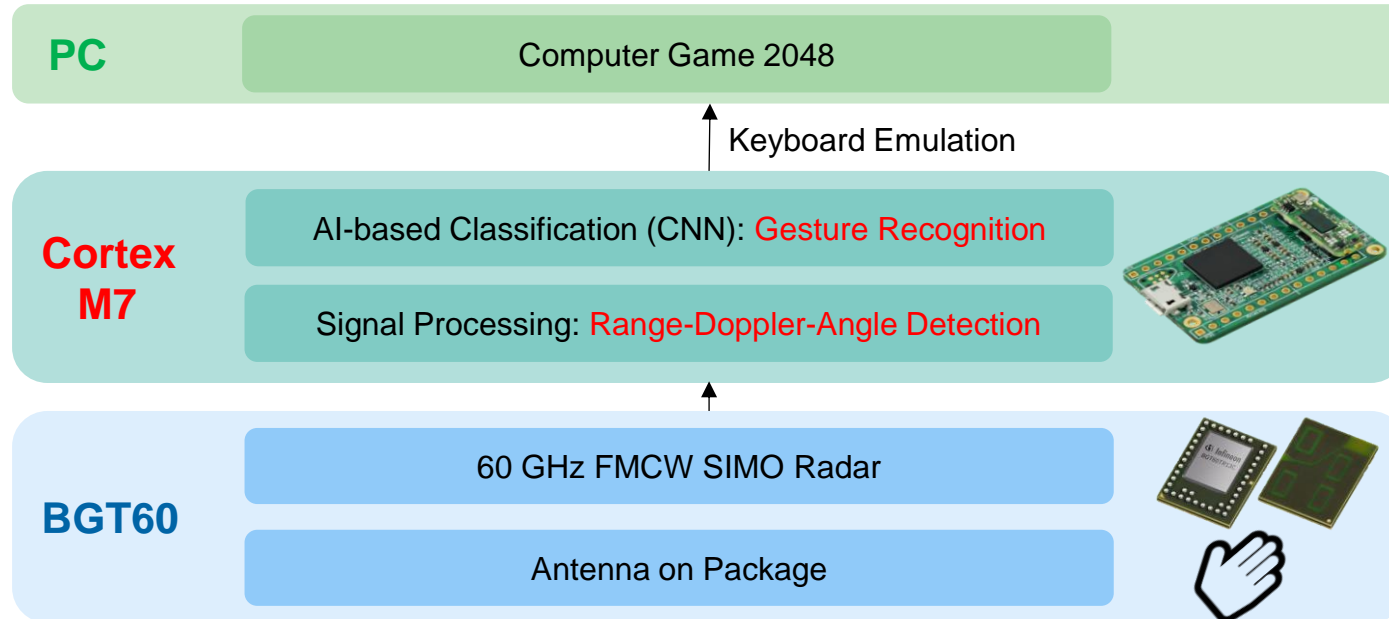 PC
Computer Game 2048
Keyboard Emulation
Cortex
M7
AI-based Classification (CNN): Gesture Recognition
Signal Processing: Range-Doppler-Angle Detection
BGT60
60 GHz FMCW SIMO Radar
Antenna on Package
Infineon